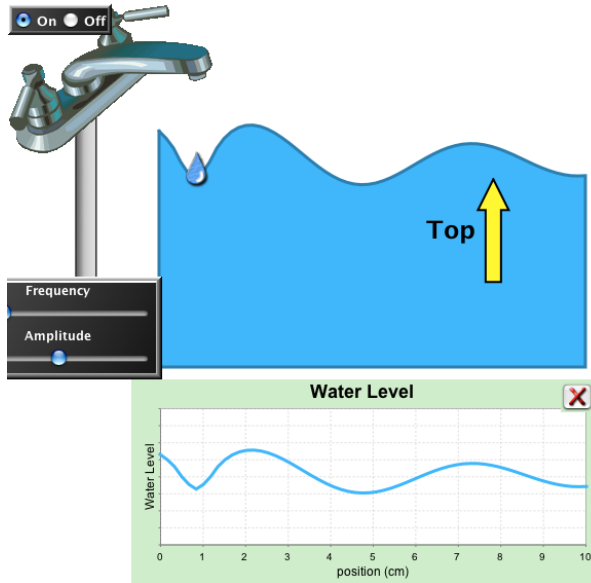 On Off
Top
Frequency
Amplitude
Water Level
Water Level
0 1 2 3 4 5 6 7 8 9 10
position (cm)